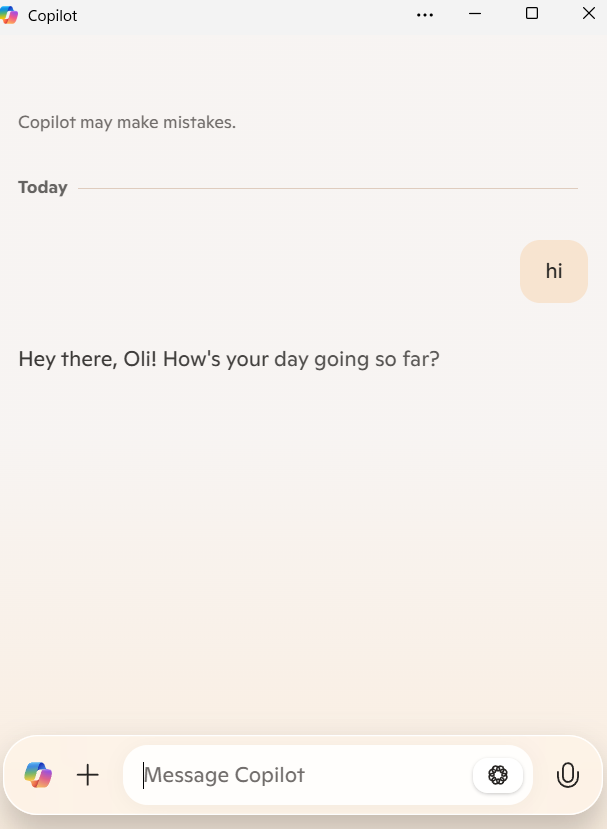 Copilot
Copilot may make mistakes.
Today
hi
Hey there, Oli! How's your day going so far?
Message Copilot